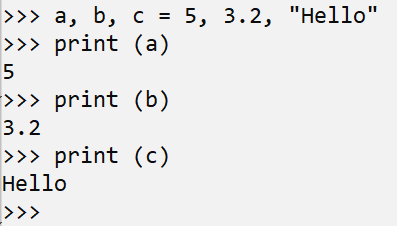 >>> a, b, c = 5, 3.2, "Hello"
>>> print (a)
5
>>> print (b)
3.2
>>> print (c)
Hello
>>>